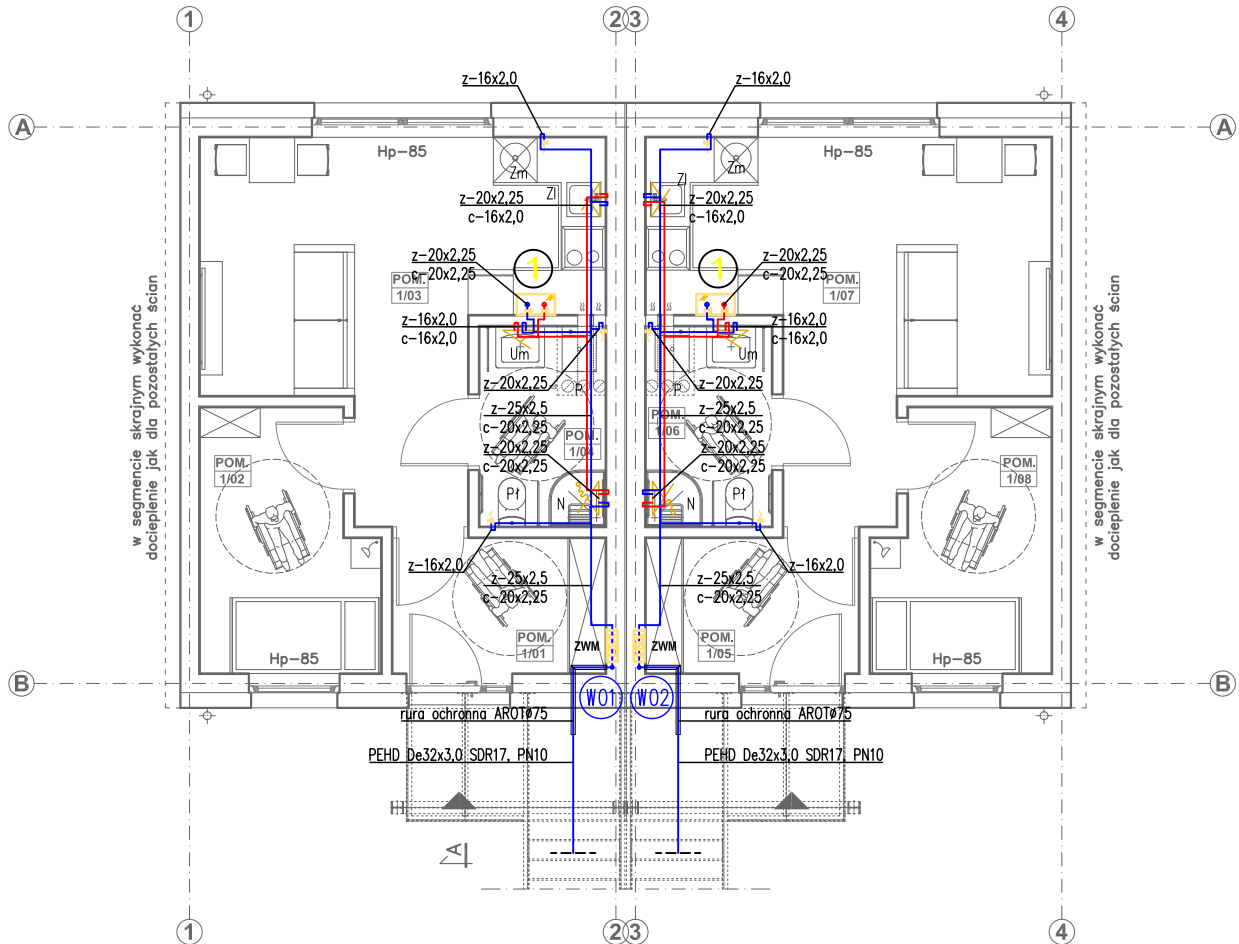 1
2
3
4
z-16x2,0
z-16x2,0
A
A
Hp-85
Hp-85
Zm
Zm
Zl
Zl
z-20x2,25
c-16x2,0
z-20x2,25
c-16x2,0
z-20x2,25
c-20x2,25
1
1
z-20x2,25
c-20x2,25
POM.
1/03
POM.
1/07
z-16x2,0
c-16x2,0
z-16x2,0
c-16x2,0
w segmencie skrajnym wykonać
docieplenie jak dla pozostałych ścian
w segmencie skrajnym wykonać
docieplenie jak dla pozostałych ścian
Um
Um
P
P
z-20x2,25
z-20x2,25
z-25x2,5
c-20x2,25
z-25x2,5
c-20x2,25
POM.
1/04
POM.
1/06
z-20x2,25
c-20x2,25
z-20x2,25
c-20x2,25
POM.
1/02
POM.
1/08
Pł
N
N
Pł
z-16x2,0
z-16x2,0
z-25x2,5
c-20x2,25
z-25x2,5
c-20x2,25
POM.
1/01
POM.
1/05
ZWM
ZWM
Hp-85
Hp-85
B
B
W01
W02
rura ochronna AROTø75
rura ochronna AROTø75
PEHD De32x3,0 SDR17, PN10
PEHD De32x3,0 SDR17, PN10
A
1
2
3
4